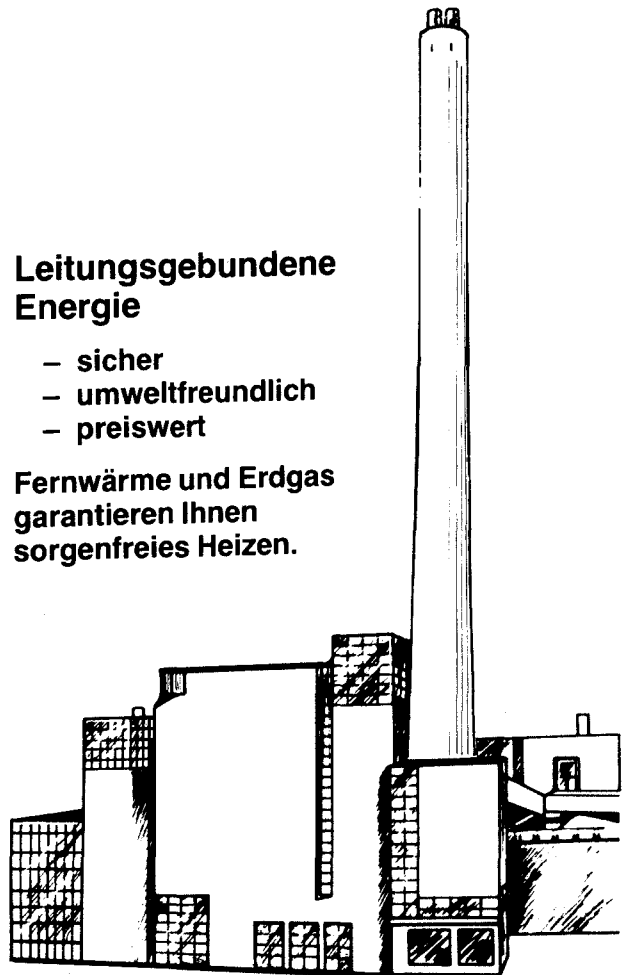 Leitungsgebundene
Energie
– sicher
– umweltfreundlich
– preiswert
Fernwärme und Erdgas
garantieren Ihnen
sorgenfreies Heizen.